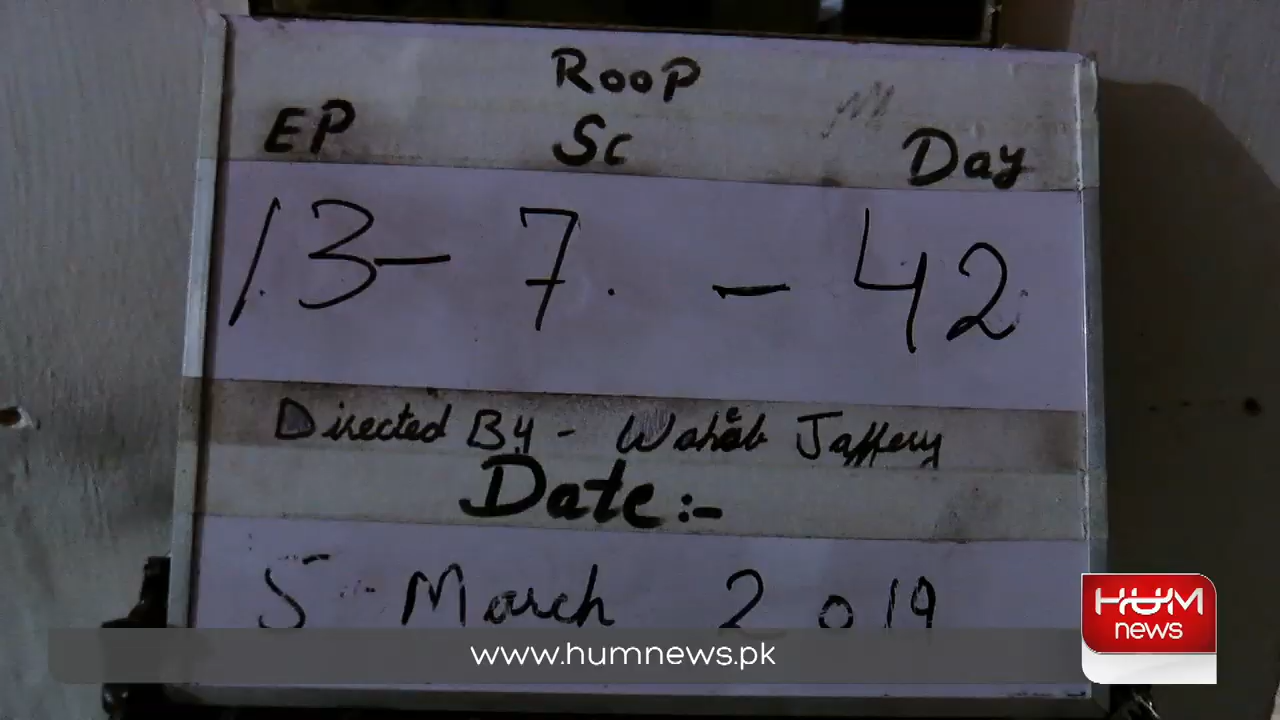 RooP
EP Sc Day
13 - 7. - 42
Directed By - Wahab Jaffery
Date :-
5 March 2019
HUM
news
www.humnews.pk